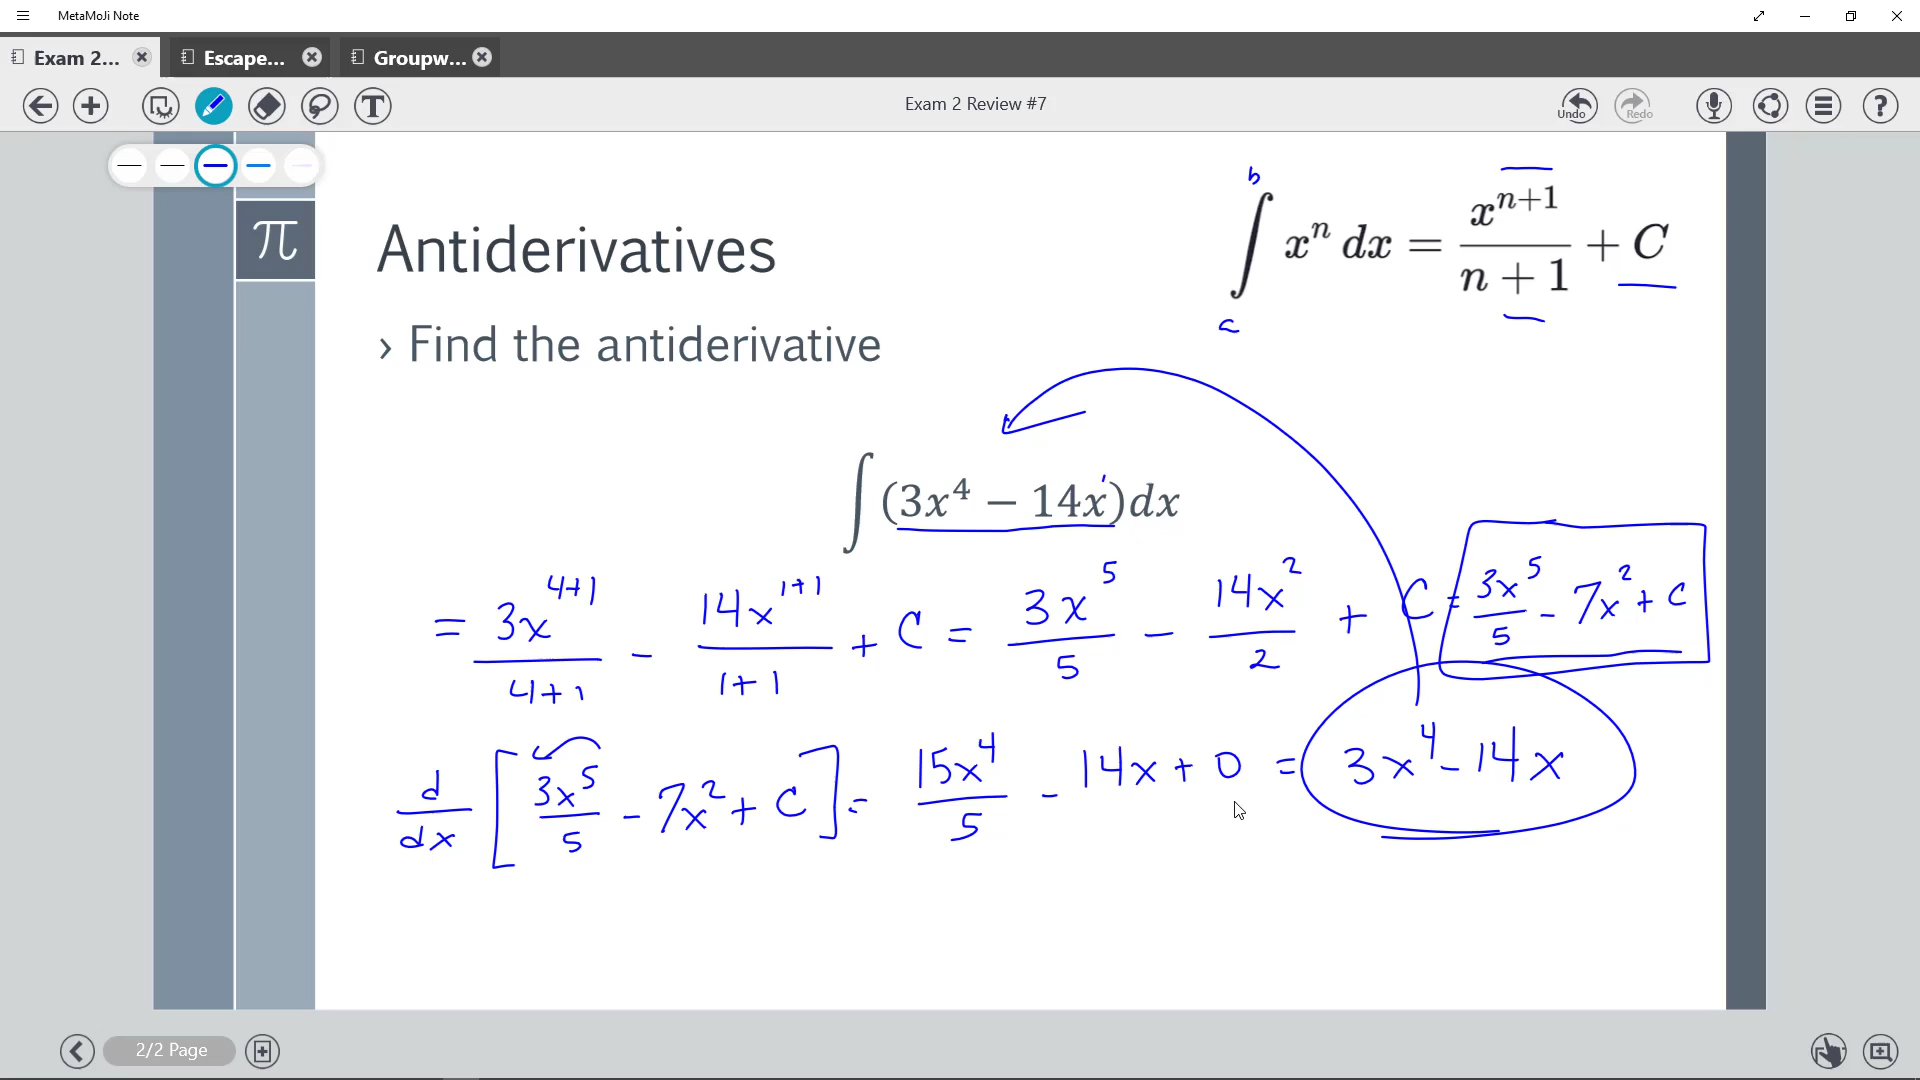 MetaMoJi Note
Exam 2... Escape... Groupw...
T Exam 2 Review #7 Undo Redo ?
π
Antiderivatives
∫_a^b x^n dx = x^{n+1}/(n+1) + C
› Find the antiderivative
∫(3x^4 − 14x^1)dx
= 3x^{4+1}/(4+1) − 14x^{1+1}/(1+1) + C = 3x^5/5 − 14x^2/2 + C = 3x^5/5 − 7x^2 + C
d/dx [3x^5/5 − 7x^2 + C] = 15x^4/5 − 14x + 0 = 3x^4 − 14x
2/2 Page